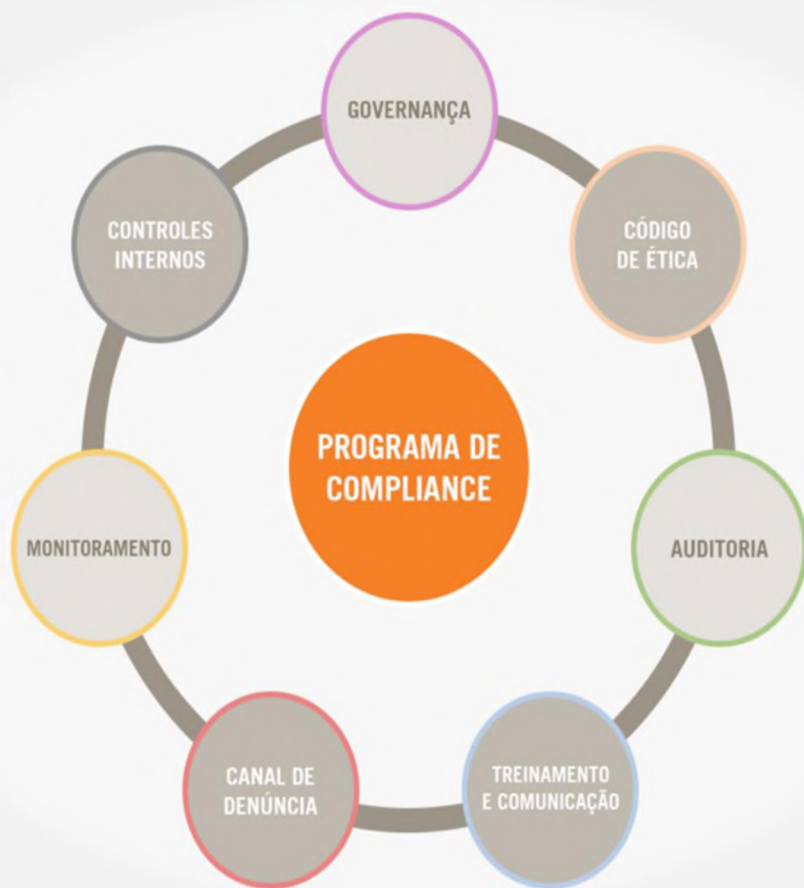 GOVERNANÇA
CÓDIGO
DE ÉTICA
AUDITORIA
TREINAMENTO
E COMUNICAÇÃO
CANAL DE
DENÚNCIA
MONITORAMENTO
CONTROLES
INTERNOS
PROGRAMA DE
COMPLIANCE